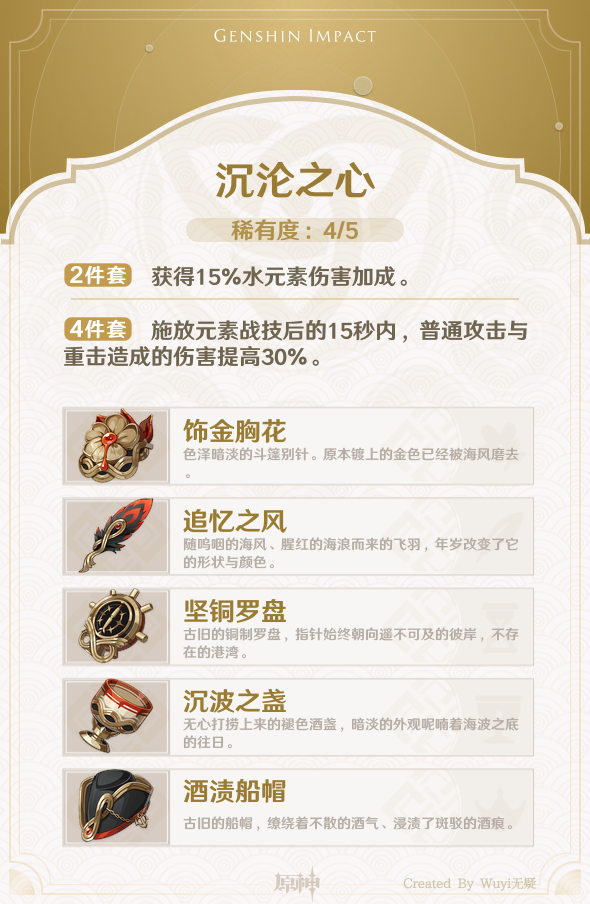 GENSHIN IMPACT
沉沦之心
稀有度：4/5
2件套 获得15%水元素伤害加成。
4件套 施放元素战技后的15秒内，普通攻击与
重击造成的伤害提高30%。
饰金胸花
色泽暗淡的斗篷别针。原本镀上的金色已经被海风磨去
。
追忆之风
随呜咽的海风、腥红的海浪而来的飞羽，年岁改变了它
的形状与颜色。
坚铜罗盘
古旧的铜制罗盘，指针始终朝向遥不可及的彼岸，不存
在的港湾。
沉波之盏
无心打捞上来的褪色酒盏，暗淡的外观呢喃着海波之底
的往日。
酒渍船帽
古旧的船帽，缭绕着不散的酒气、浸渍了斑驳的酒痕。
原神
Created By Wuyi无疑